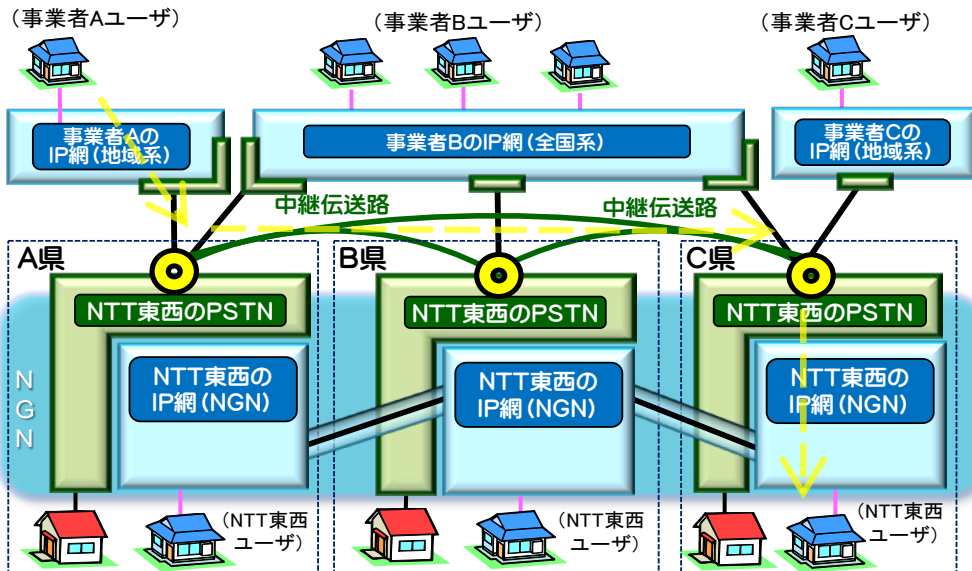 (事業者Aユーザ)
(事業者Bユーザ)
(事業者Cユーザ)
事業者Aの
IP網(地域系)
事業者BのIP網(全国系)
事業者Cの
IP網(地域系)
中継伝送路
中継伝送路
A県
B県
C県
NTT東西のPSTN
NTT東西のPSTN
NTT東西のPSTN
NGN
NTT東西の
IP網(NGN)
NTT東西の
IP網(NGN)
NTT東西の
IP網(NGN)
(NTT東西
ユーザ)
(NTT東西
ユーザ)
(NTT東西
ユーザ)